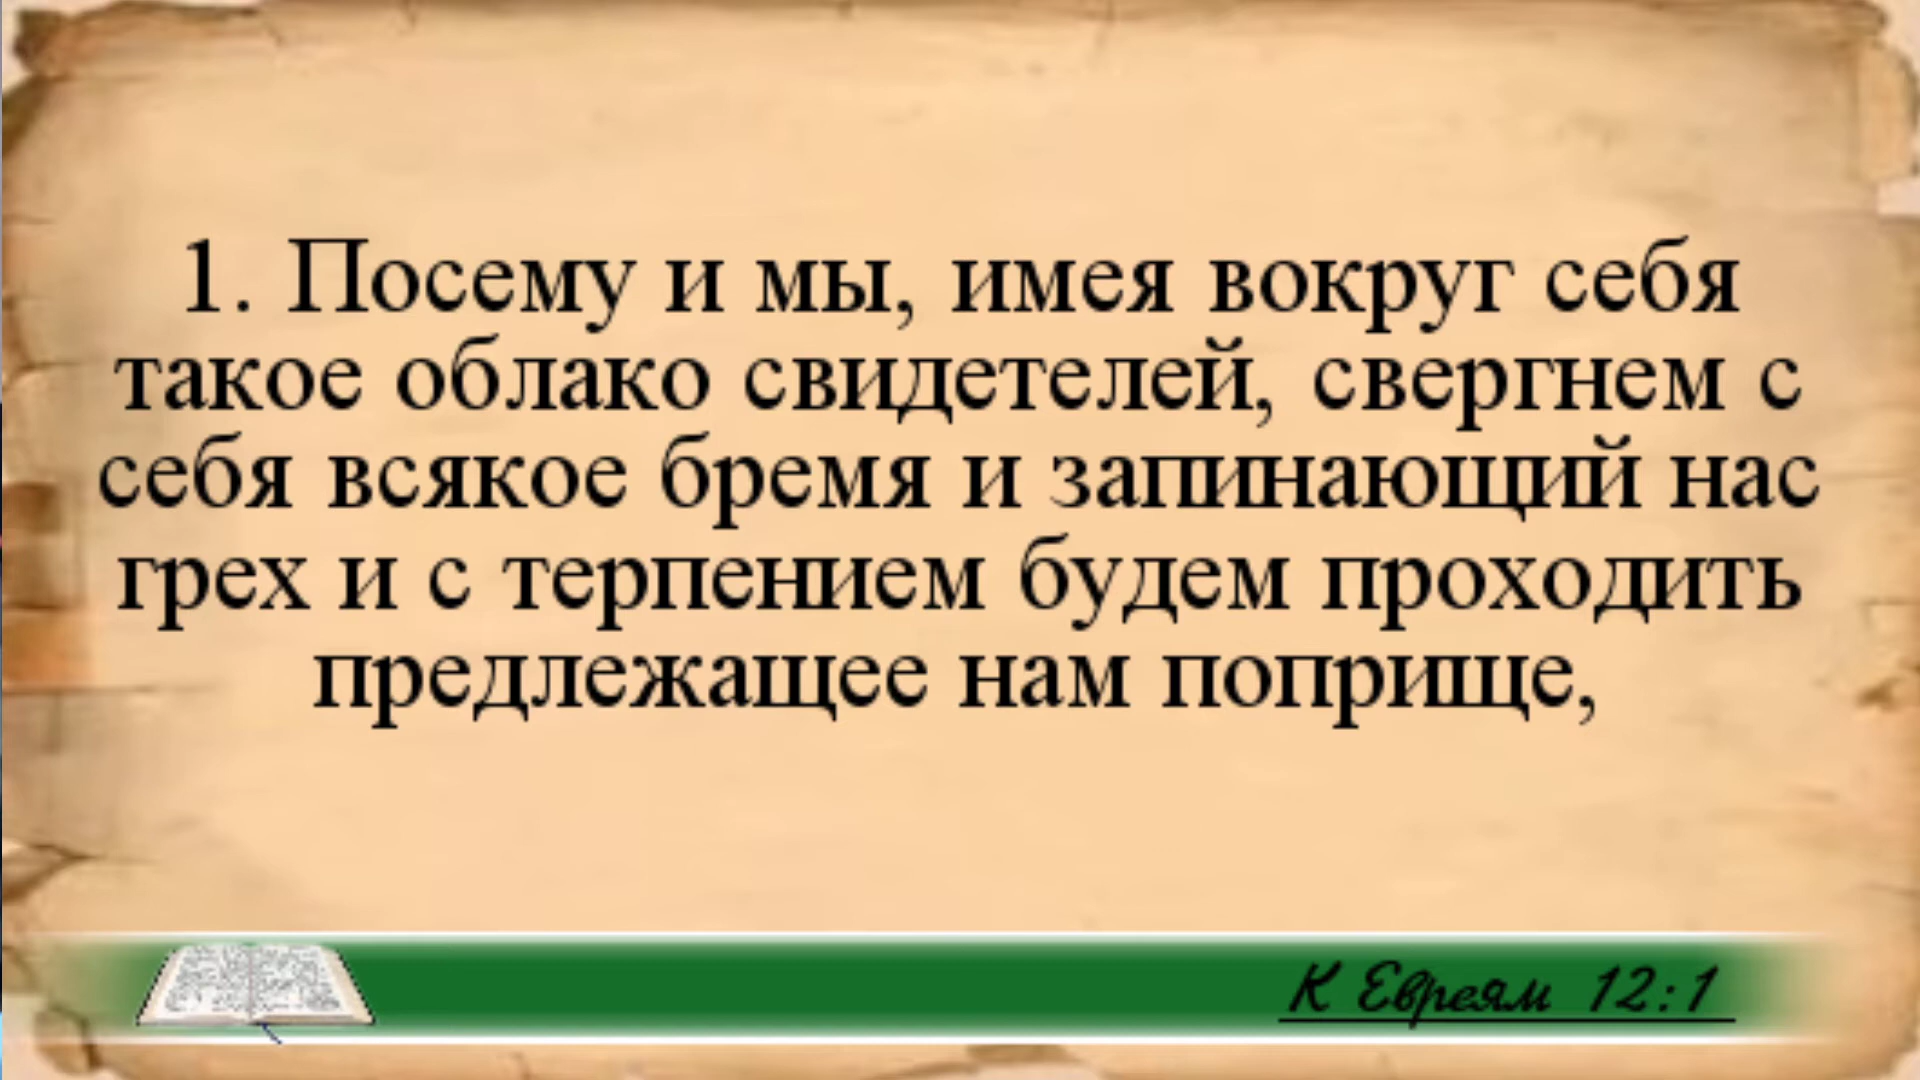 1. Посему и мы, имея вокруг себя
такое облако свидетелей, свергнем с
себя всякое бремя и запинающий нас
грех и с терпением будем проходить
предлежащее нам поприще,
К Евреям 12:1